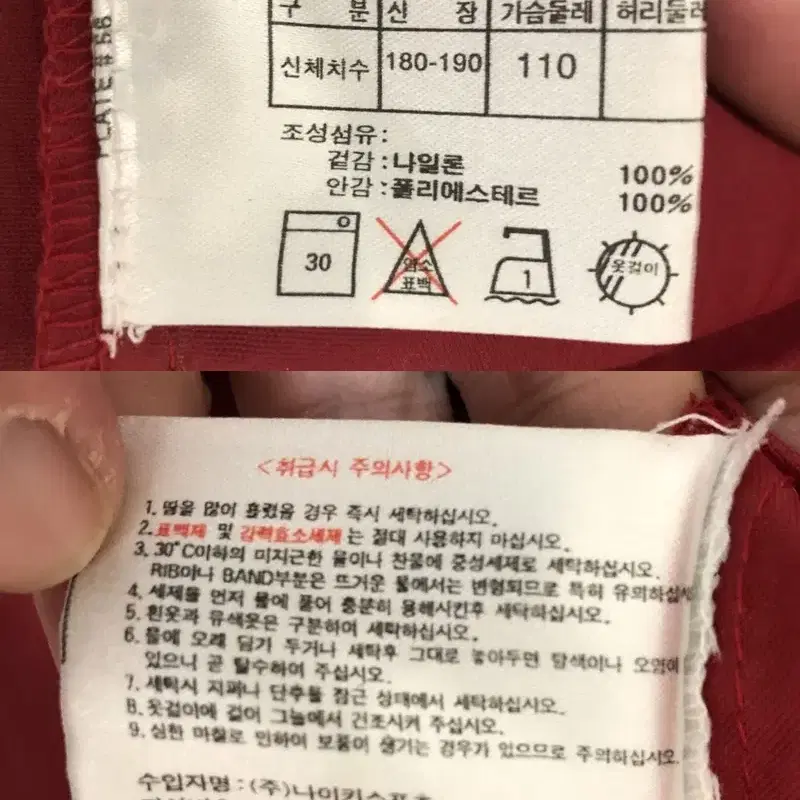 구 분 신 장 가슴둘레 허리둘레
신체치수 180-190 110
조성섬유:
겉감:나일론 100%
안감:폴리에스테르 100%
30 염소 표백 1 옷걸이
PLATE#66
<취급시 주의사항>
1. 땀을 많이 흘렸을 경우 즉시 세탁하십시오.
2. 표백제 및 강력효소세제는 절대 사용하지 마십시오.
3. 30°C이하의 미지근한 물이나 찬물에 중성세제로 세탁하십시오.
RIB이나 BAND부분은 뜨거운 물에서는 변형되므로 특히 유의하십시
4. 세제를 먼저 물에 풀어 충분히 용해시킨후 세탁하십시오.
5. 흰옷과 유색옷은 구분하여 세탁하십시오.
6. 물에 오래 담기 두거나 세탁후 그대로 놓아두면 탈색이나 오염이
있으니 곧 탈수하여 주십시오.
7. 세탁시 지퍼나 단추를 잠근 상태에서 세탁하십시오.
8. 옷걸이에 걸어 그늘에서 건조시켜 주십시오.
9. 심한 마찰로 인하여 보풀이 생기는 경우가 있으므로 주의하십시오.
수입자명:(주)나이키스포츠